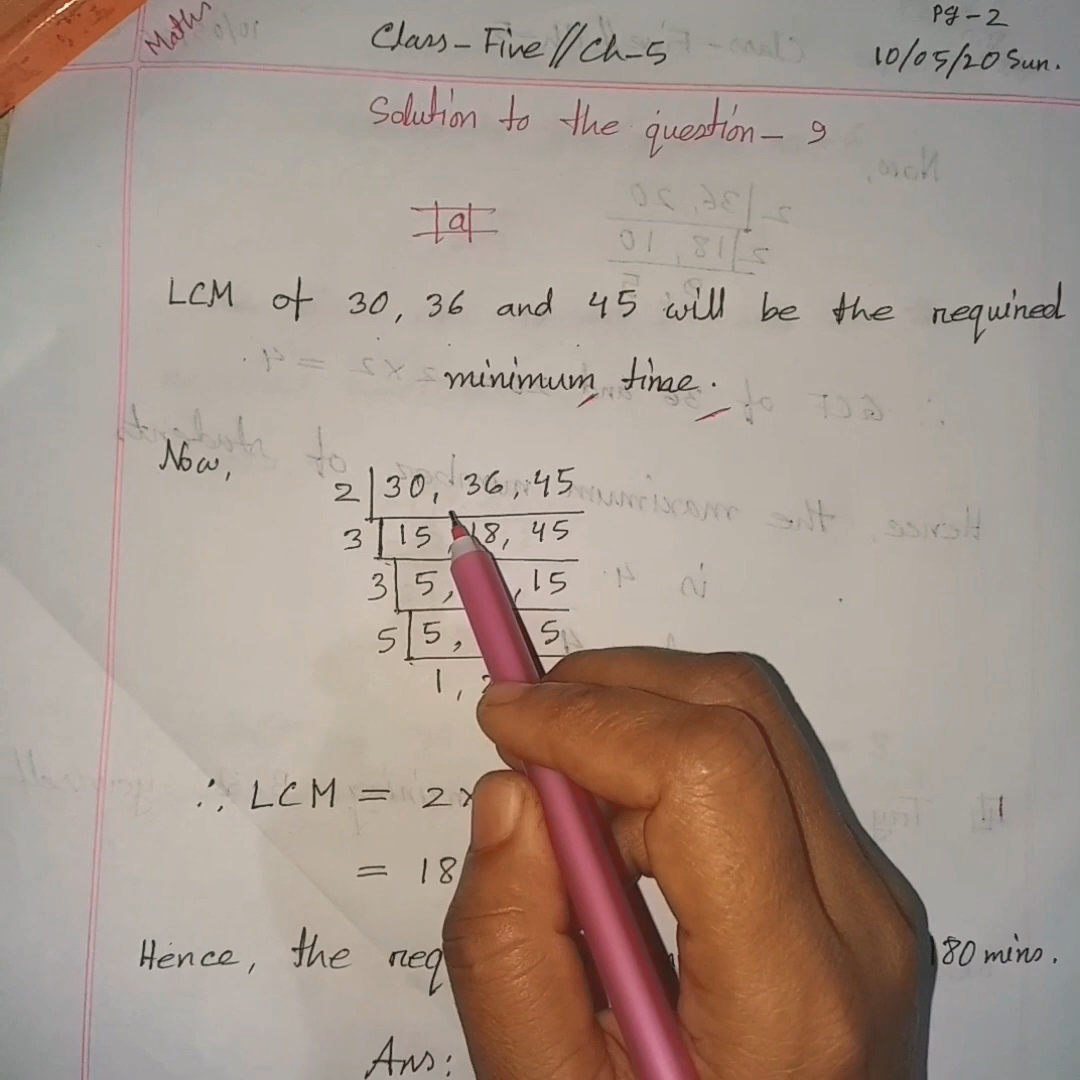 Maths
Class-Five//Ch-5
Pg-2
10/05/20 Sun.
Solution to the question- 9
a
LCM of 30, 36 and 45 will be the required
minimum time.
Now,
2 30, 36, 45
3 15, 18, 45
3 5, , 15
5 5, 5
1,
∴ LCM = 2×
= 18
Hence, the 180 mins.
Ans: